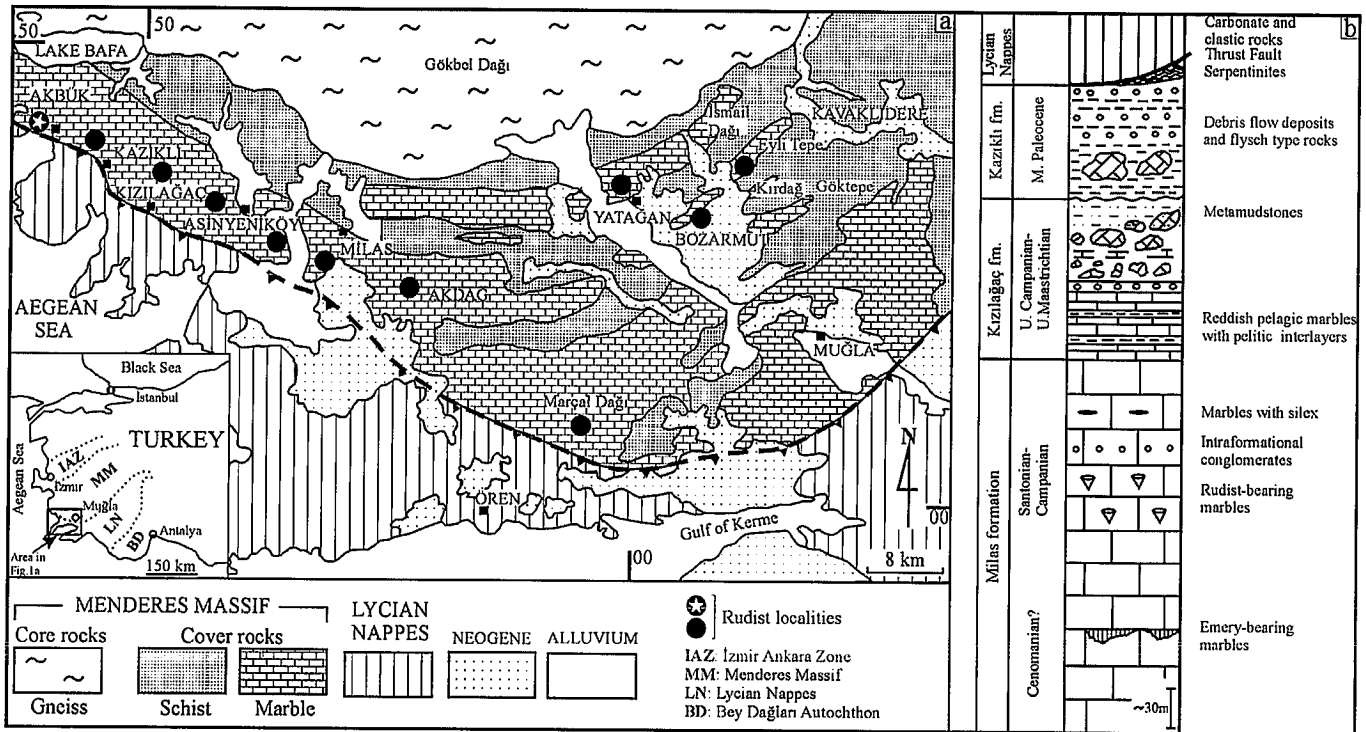 a
50
50
LAKE BAFA
Gökbel Dağı
AKBÜK
KAZIKLI
KIZILAĞAÇ
ASINYENİKÖY
MİLAS
AKDAĞ
İsmail
Dağı
KAVAKLIDERE
Eyli Tepe
Kırdağ
Göktepe
YATAĞAN
BOZARMUT
AEGEAN
SEA
MUĞLA
Marçal Dağı
ÖREN
Gulf of Kerme
N
00
00
8 km
Black Sea
İstanbul
TURKEY
Aegean Sea
IAZ
MM
İzmir
Muğla
LN
BD
Antalya
Area in
Fig.1a
150 km
MENDERES MASSIF
Core rocks
Cover rocks
Gneiss
Schist
Marble
LYCIAN
NAPPES
NEOGENE
ALLUVIUM
Rudist localities
IAZ: İzmir Ankara Zone
MM: Menderes Massif
LN: Lycian Nappes
BD: Bey Dağları Autochthon
b
Lycian
Nappes
Carbonate and
clastic rocks
Thrust Fault
Serpentinites
Kazıklı fm.
M. Paleocene
Debris flow deposits
and flysch type rocks
Kızılağaç fm.
U. Campanian-
U.Maastrichtian
Metamudstones
Reddish pelagic marbles
with pelitic interlayers
Milas formation
Santonian-
Campanian
Marbles with silex
Intraformational
conglomerates
Rudist-bearing
marbles
Cenomanian?
Emery-bearing
marbles
~30m